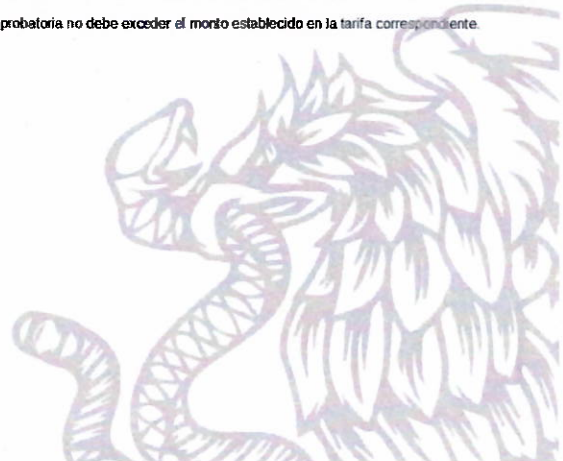 probatoria no debe exceder el monto establecido en la tarifa correspondiente.